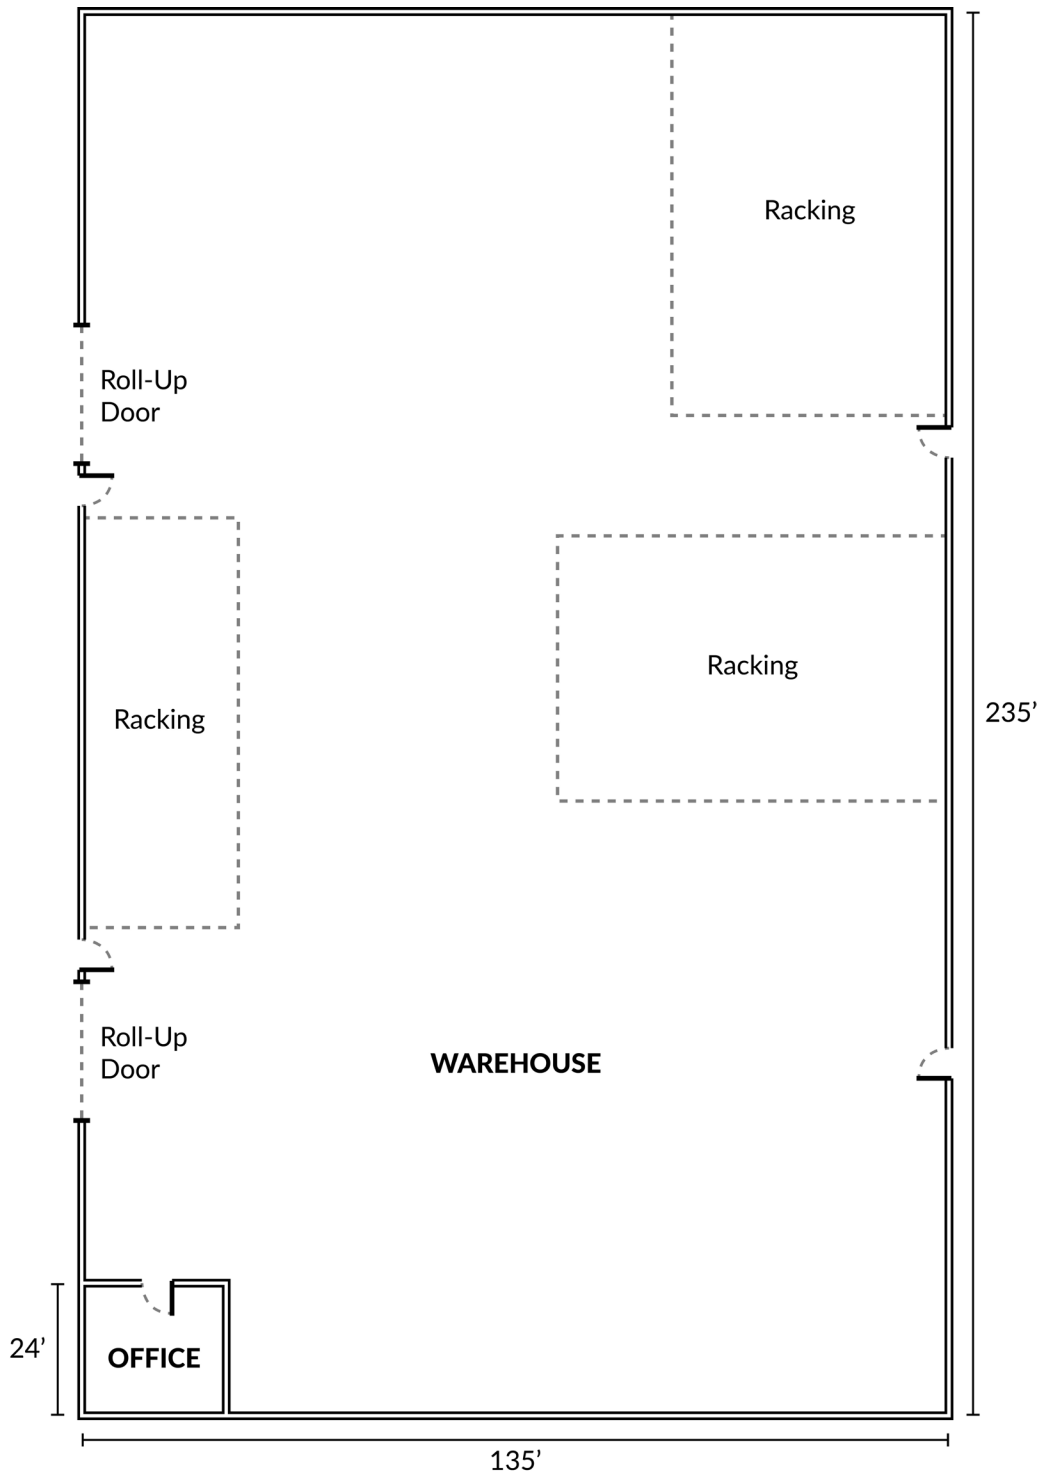 Racking
Roll-Up
Door
Racking
235’
Racking
Roll-Up
Door
WAREHOUSE
24’
OFFICE
135’